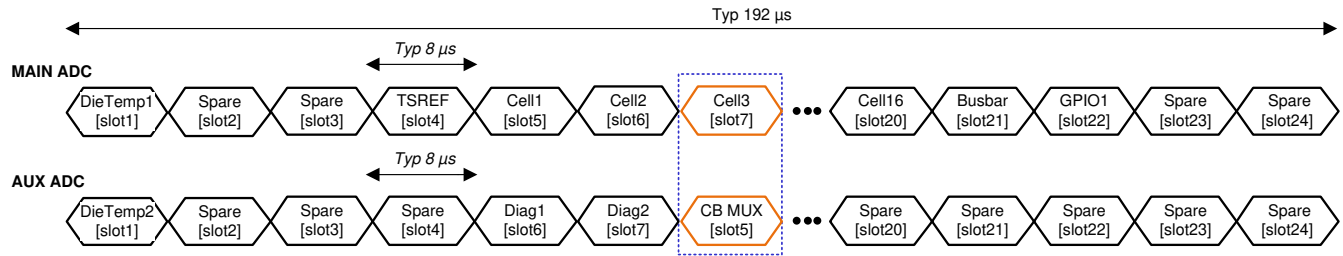 Typ 192 µs
Typ 8 µs
MAIN ADC
DieTemp1 Spare Spare TSREF Cell1 Cell2 Cell3 Cell16 Busbar GPIO1 Spare Spare
[slot1] [slot2] [slot3] [slot4] [slot5] [slot6] [slot7] [slot20] [slot21] [slot22] [slot23] [slot24]
Typ 8 µs
AUX ADC
DieTemp2 Spare Spare Spare Diag1 Diag2 CB MUX Spare Spare Spare Spare Spare
[slot1] [slot2] [slot3] [slot4] [slot6] [slot7] [slot5] [slot20] [slot21] [slot22] [slot23] [slot24]